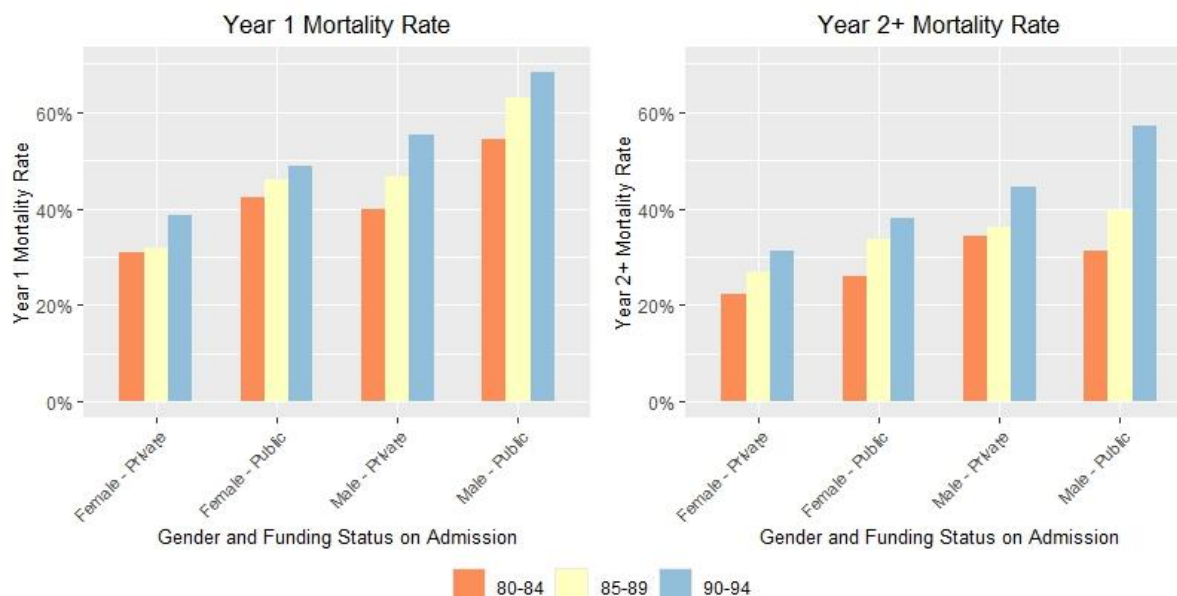 Year 1 Mortality Rate
Year 1 Mortality Rate
60%
40%
20%
0%
Female - Private
Female - Public
Male - Private
Male - Public
Gender and Funding Status on Admission
Year 2+ Mortality Rate
Year 2+ Mortality Rate
60%
40%
20%
0%
Female - Private
Female - Public
Male - Private
Male - Public
Gender and Funding Status on Admission
80-84 85-89 90-94